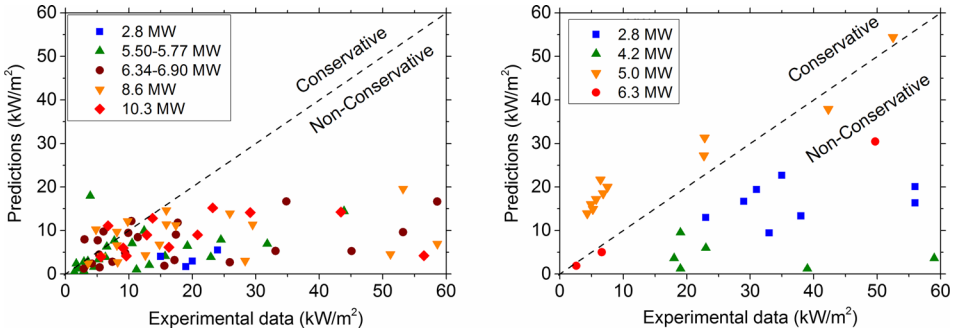 60
50
40
30
20
10
0
Predictions (kW/m²)
2.8 MW
5.50-5.77 MW
6.34-6.90 MW
8.6 MW
10.3 MW
Conservative
Non-Conservative
0 10 20 30 40 50 60
Experimental data (kW/m²)
60
50
40
30
20
10
0
Predictions (kW/m²)
2.8 MW
4.2 MW
5.0 MW
6.3 MW
Conservative
Non-Conservative
0 10 20 30 40 50 60
Experimental data (kW/m²)